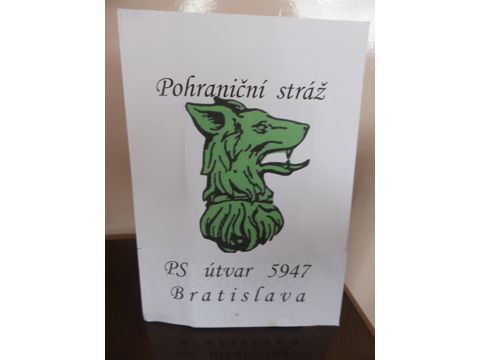 Pohraniční stráž
PS útvar 5947
Bratislava